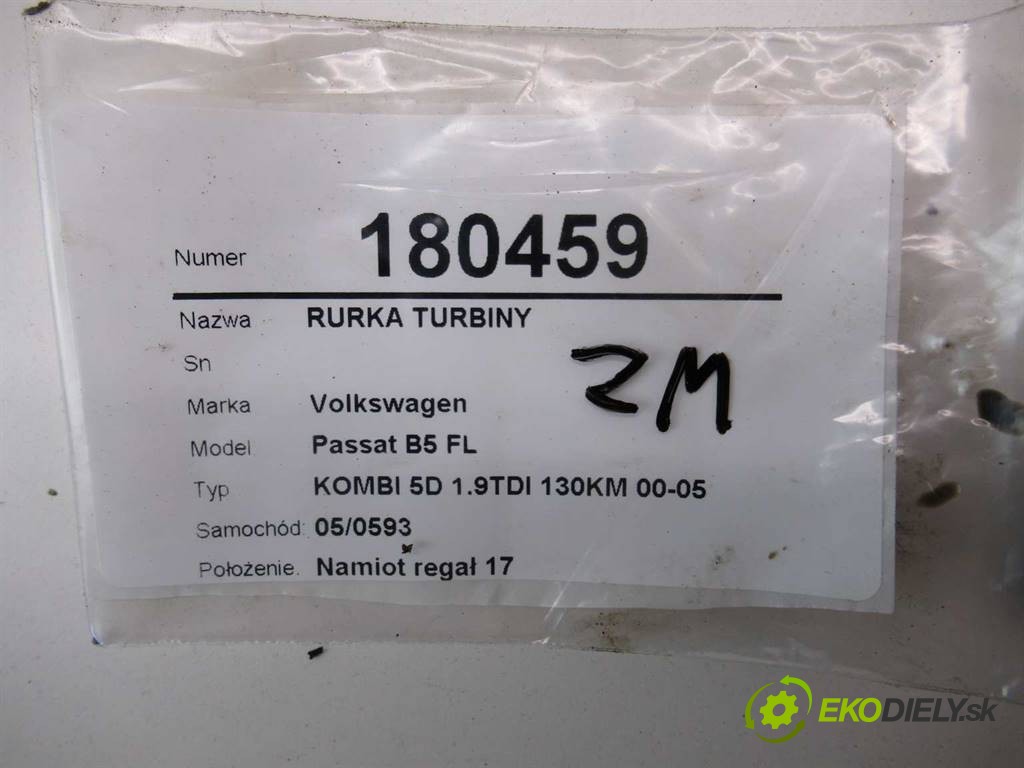 Numer 180459
Nazwa RURKA TURBINY
Sn
Marka Volkswagen
Model Passat B5 FL
Typ KOMBI 5D 1.9TDI 130KM 00-05
Samochód: 05/0593
Położenie. Namiot regał 17
ZM
EKODIELY.sk